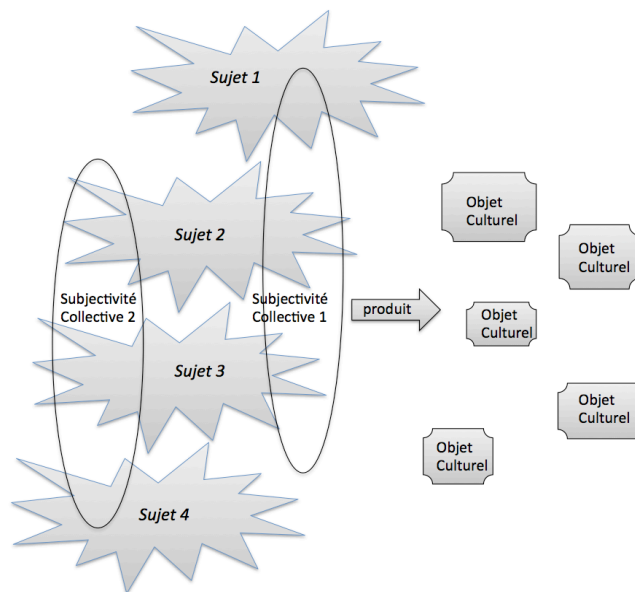 Sujet 1
Objet
Culturel
Sujet 2
Objet
Culturel
Subjectivité
Collective 2
Subjectivité
Collective 1
produit
Objet
Culturel
Sujet 3
Objet
Culturel
Objet
Culturel
Sujet 4